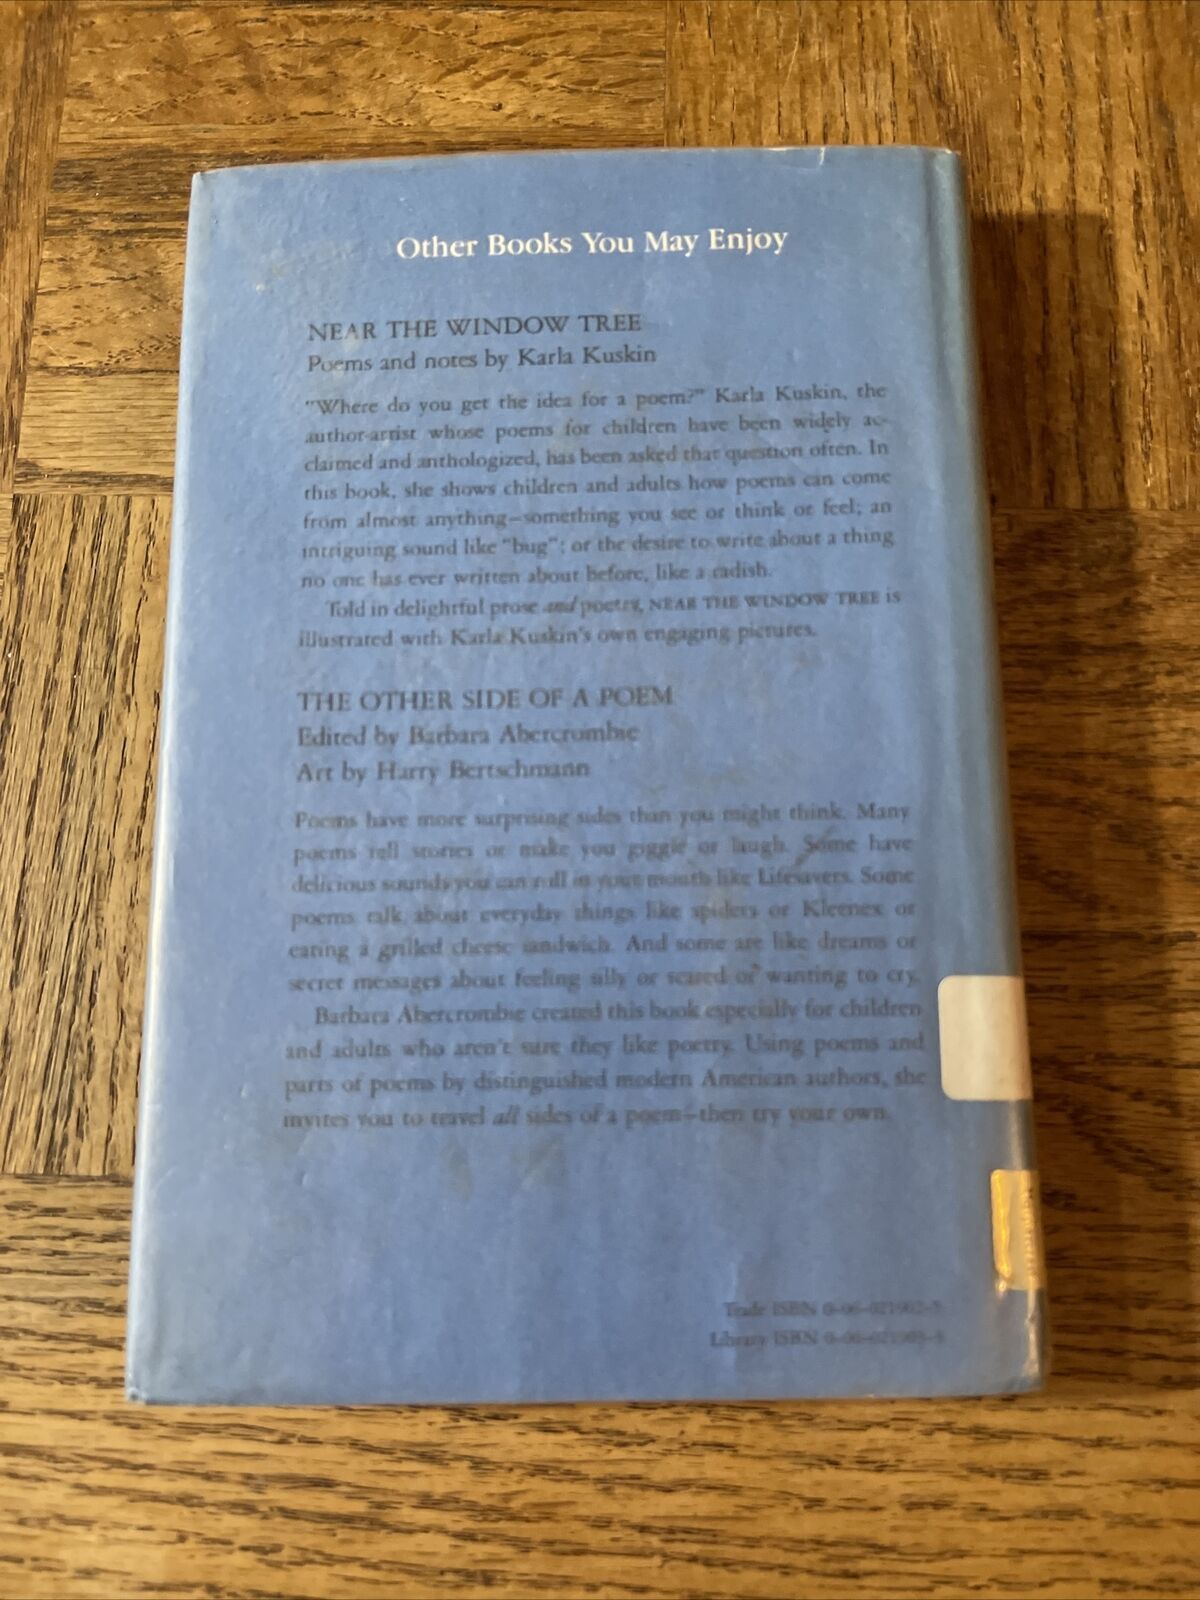 Other Books You May Enjoy
NEAR THE WINDOW TREE
Poems and notes by Karla Kuskin
"Where do you get the idea for a poem?" Karla Kuskin, the
author-artist whose poems for children have been widely ac-
claimed and anthologized, has been asked that question often. In
this book, she shows children and adults how poems can come
from almost anything—something you see or think or feel; an
intriguing sound like "bug"; or the desire to write about a thing
no one has ever written about before, like a radish.
Told in delightful prose and poetry, NEAR THE WINDOW TREE is
illustrated with Karla Kuskin's own engaging pictures.
THE OTHER SIDE OF A POEM
Edited by Barbara Abercrombie
Art by Harry Bertschmann
Poems have more surprising sides than you might think. Many
poems tell stories or make you giggle or laugh. Some have
delicious sounds you can roll in your mouth like Lifesavers. Some
poems talk about everyday things like spiders or Kleenex or
eating a grilled cheese sandwich. And some are like dreams or
secret messages about feeling silly or scared or wanting to cry.
Barbara Abercrombie created this book especially for children
and adults who aren't sure they like poetry. Using poems and
parts of poems by distinguished modern American authors, she
invites you to travel all sides of a poem—then try your own.
Trade ISBN
Library ISBN